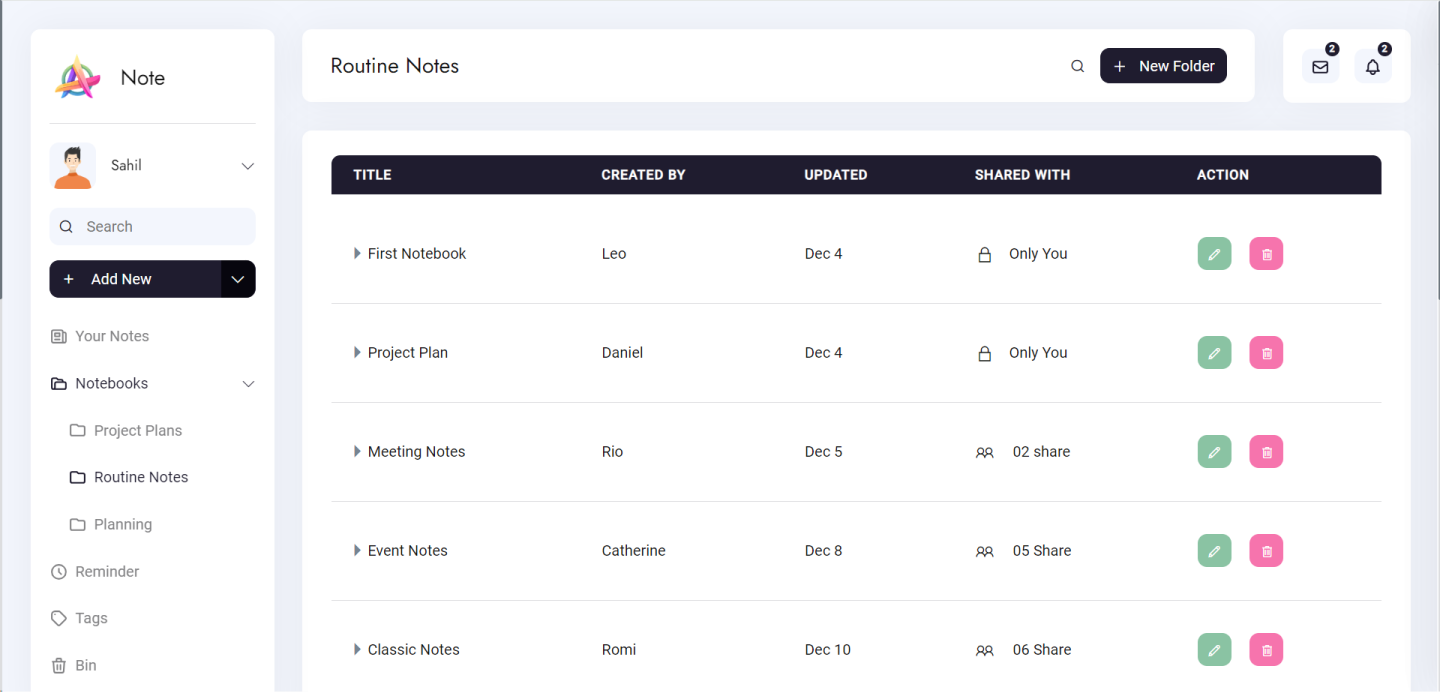 Note
Sahil
Search
+ Add New
Your Notes
Notebooks
Project Plans
Routine Notes
Planning
Reminder
Tags
Bin
Routine Notes
+ New Folder
2
2
TITLE CREATED BY UPDATED SHARED WITH ACTION
First Notebook Leo Dec 4 Only You
Project Plan Daniel Dec 4 Only You
Meeting Notes Rio Dec 5 02 share
Event Notes Catherine Dec 8 05 Share
Classic Notes Romi Dec 10 06 Share